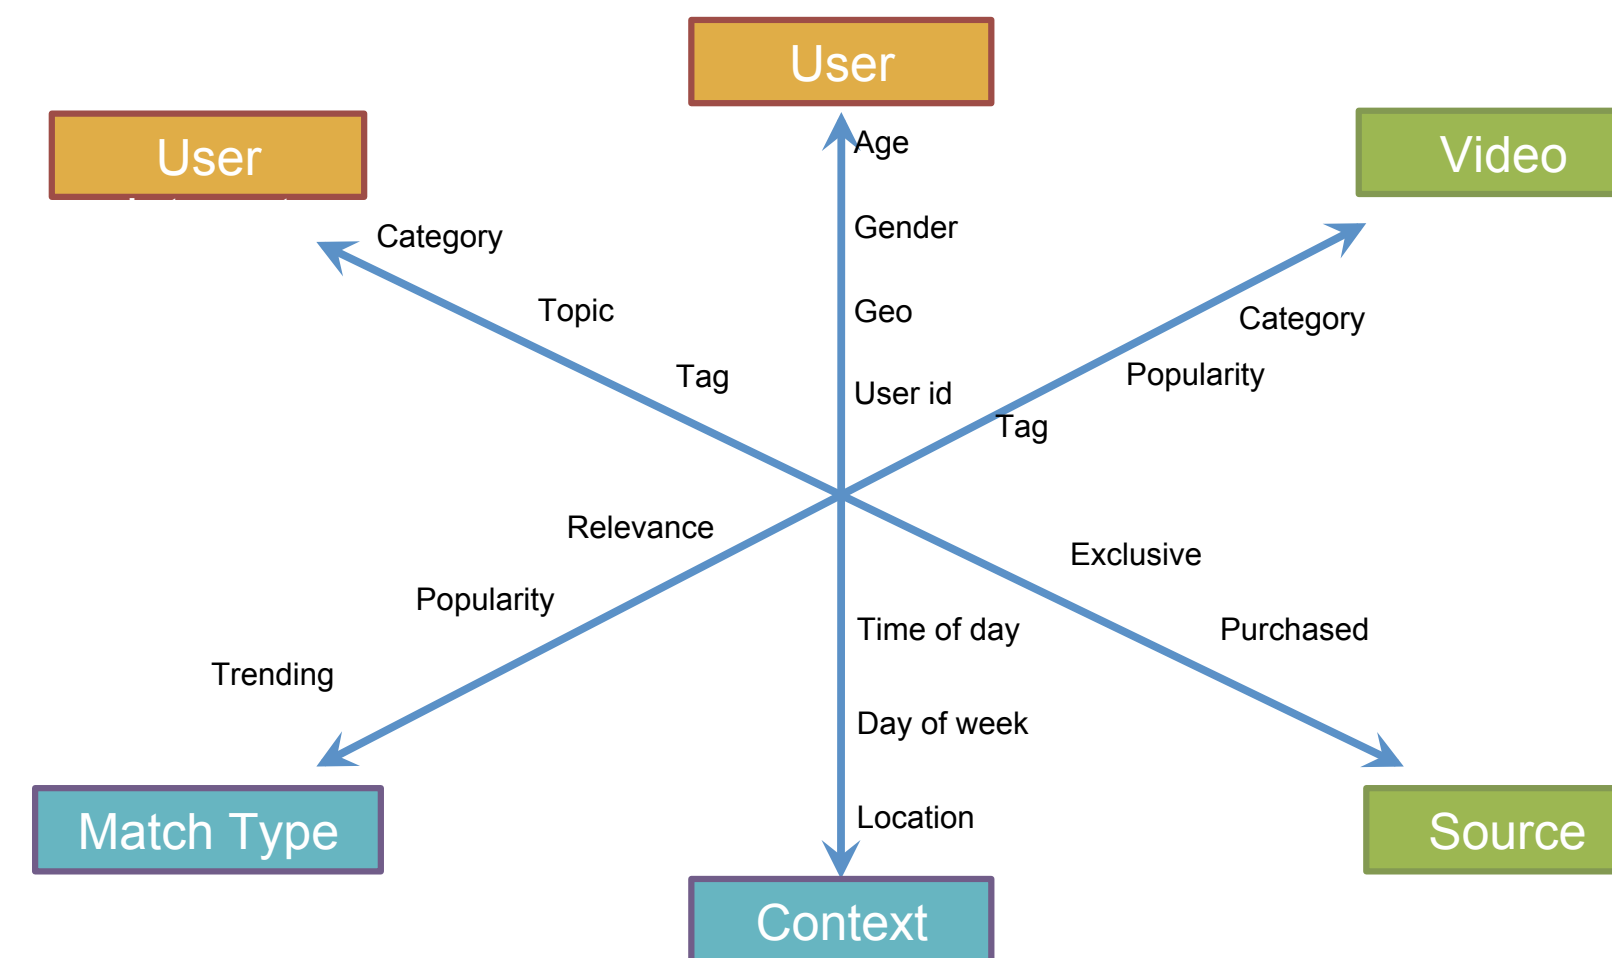 User
User
Video
Age
Gender
Category
Geo
Topic
Category
Tag
Popularity
User id
Tag
Relevance
Exclusive
Popularity
Time of day
Purchased
Trending
Day of week
Location
Match Type
Source
Context